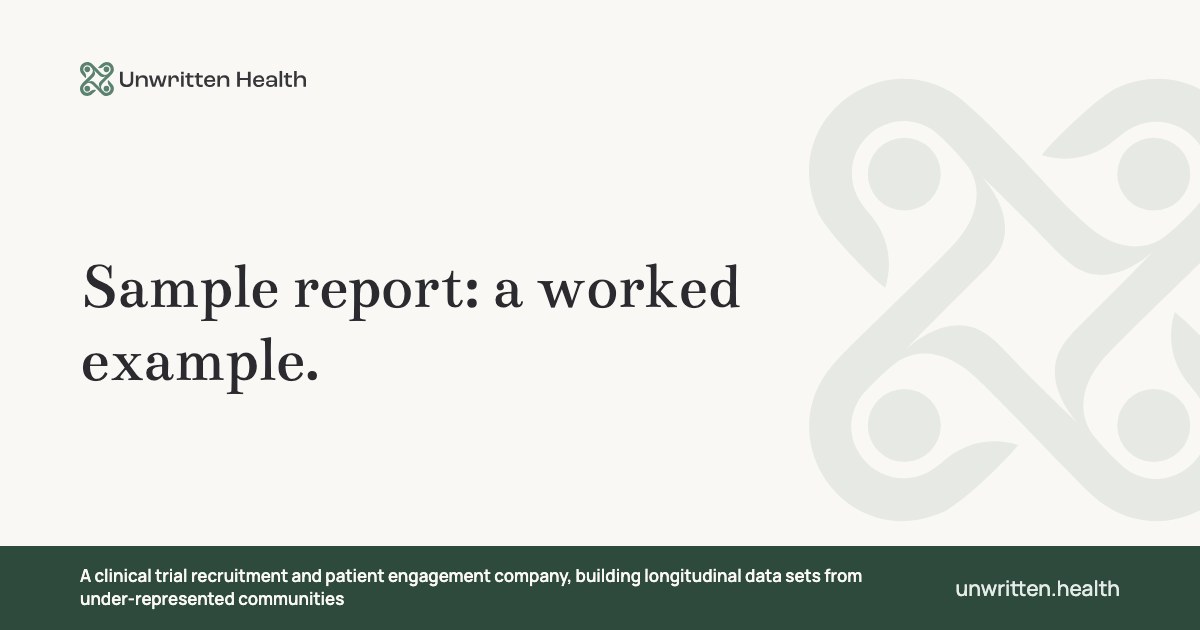 Unwritten Health
Sample report: a worked
example.
A clinical trial recruitment and patient engagement company, building longitudinal data sets from
under-represented communities
unwritten.health